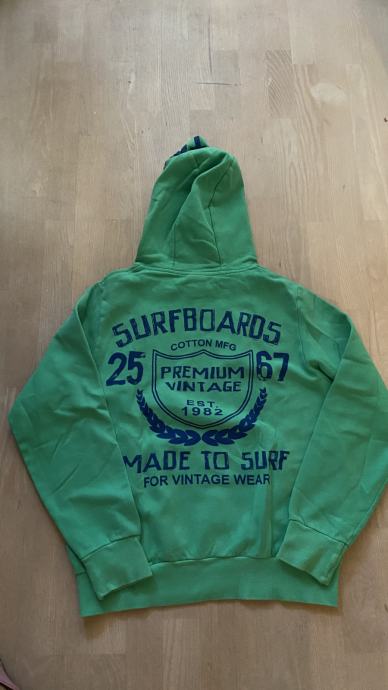 SURFBOARDS
COTTON MFG
25 67
PREMIUM
VINTAGE
EST.
1982
MADE TO SURF
FOR VINTAGE WEAR